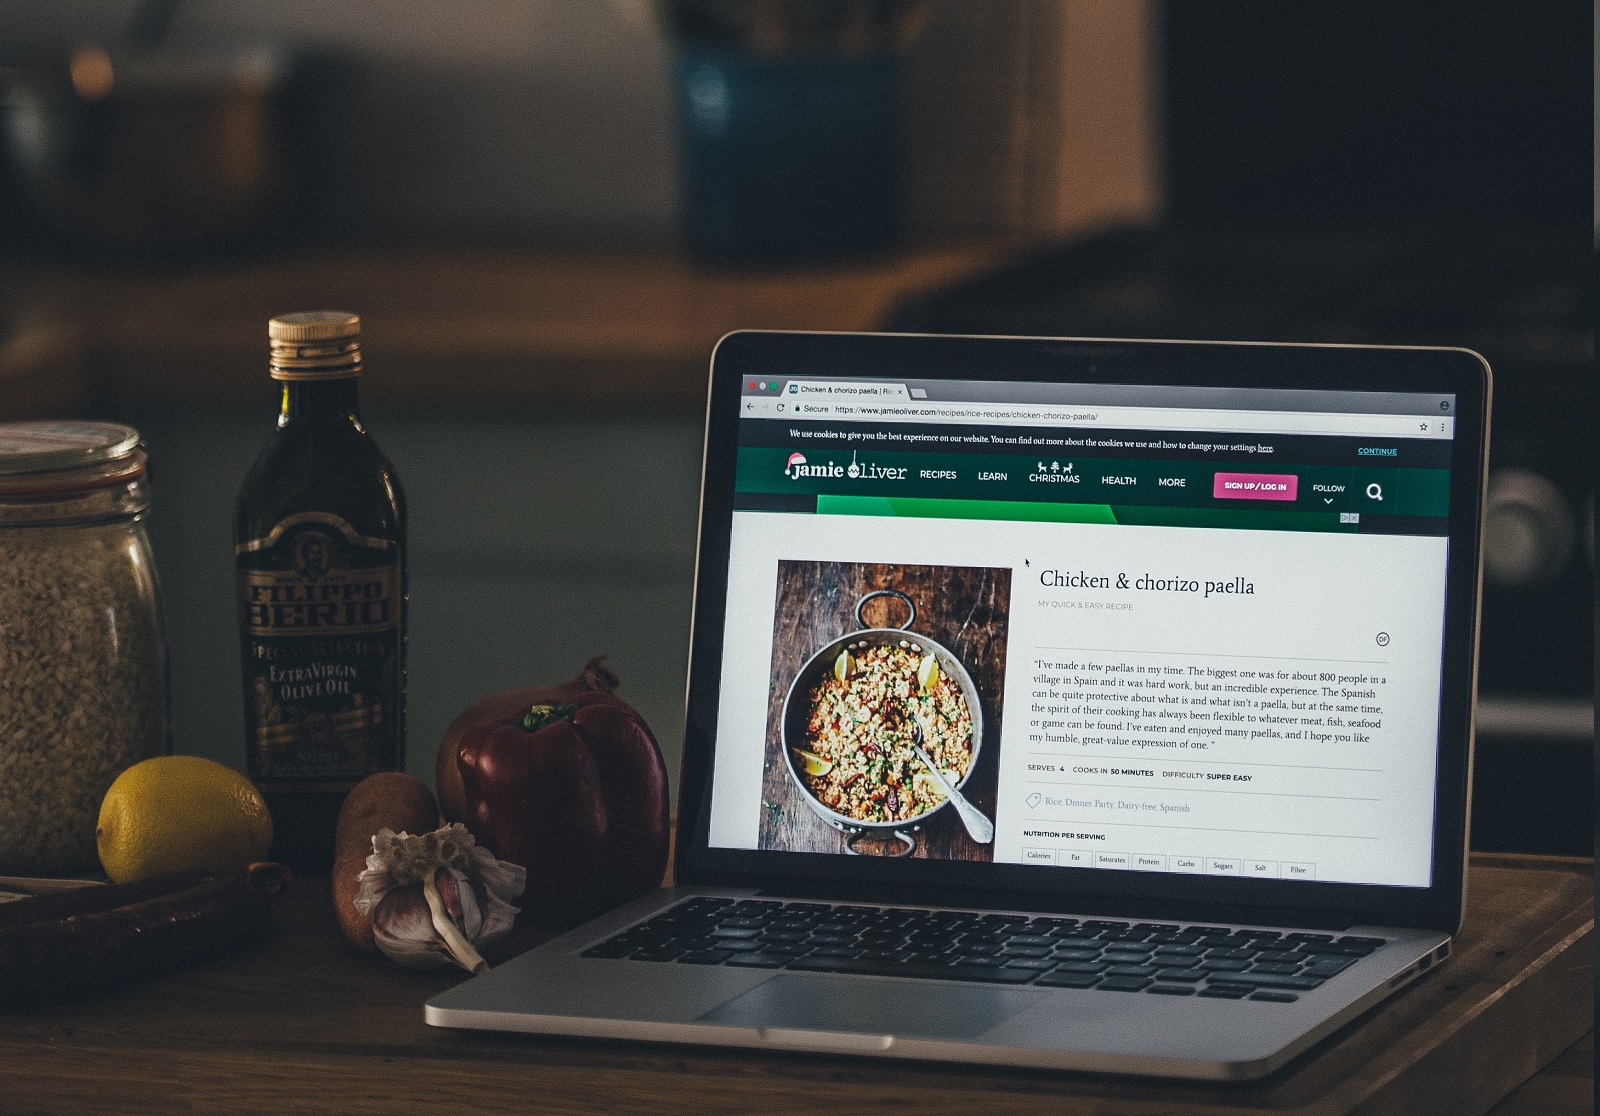 Chicken & chorizo paella | Ri
Secure https://www.jamieoliver.com/recipes/rice-recipes/chicken-chorizo-paella/
We use cookies to give you the best experience on our website. You can find out more about the cookies we use and how to change your settings here.
CONTINUE
jamie Oliver RECIPES LEARN CHRISTMAS HEALTH MORE SIGN UP / LOG IN FOLLOW
Chicken & chorizo paella
MY QUICK & EASY RECIPE
DF
"I've made a few paellas in my time. The biggest one was for about 800 people in a
village in Spain and it was hard work, but an incredible experience. The Spanish
can be quite protective about what is and what isn't a paella, but at the same time,
the spirit of their cooking has always been flexible to whatever meat, fish, seafood
or game can be found. I've eaten and enjoyed many paellas, and I hope you like
my humble, great-value expression of one. "
SERVES 4 COOKS IN 50 MINUTES DIFFICULTY SUPER EASY
Rice, Dinner Party, Dairy-free, Spanish
NUTRITION PER SERVING
Calories Fat Saturates Protein Carbs Sugars Salt Fibre
FILIPPO
BERIO
SPECIAL SELECTION
EXTRA VIRGIN
OLIVE OIL